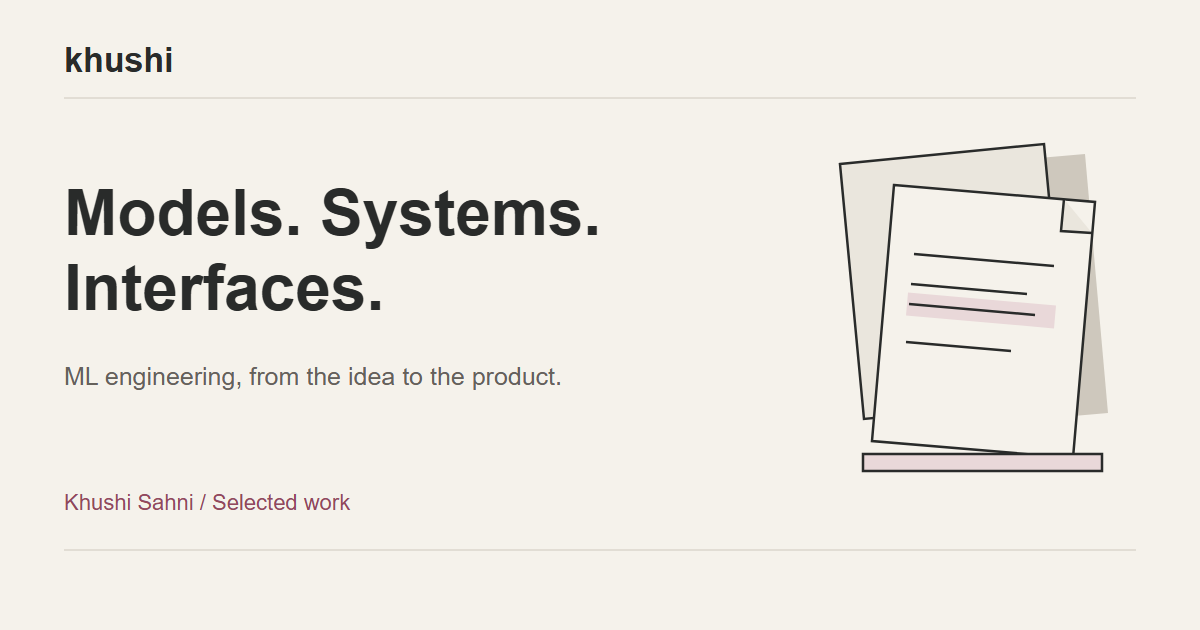 khushi
Models. Systems.
Interfaces.
ML engineering, from the idea to the product.
Khushi Sahni / Selected work